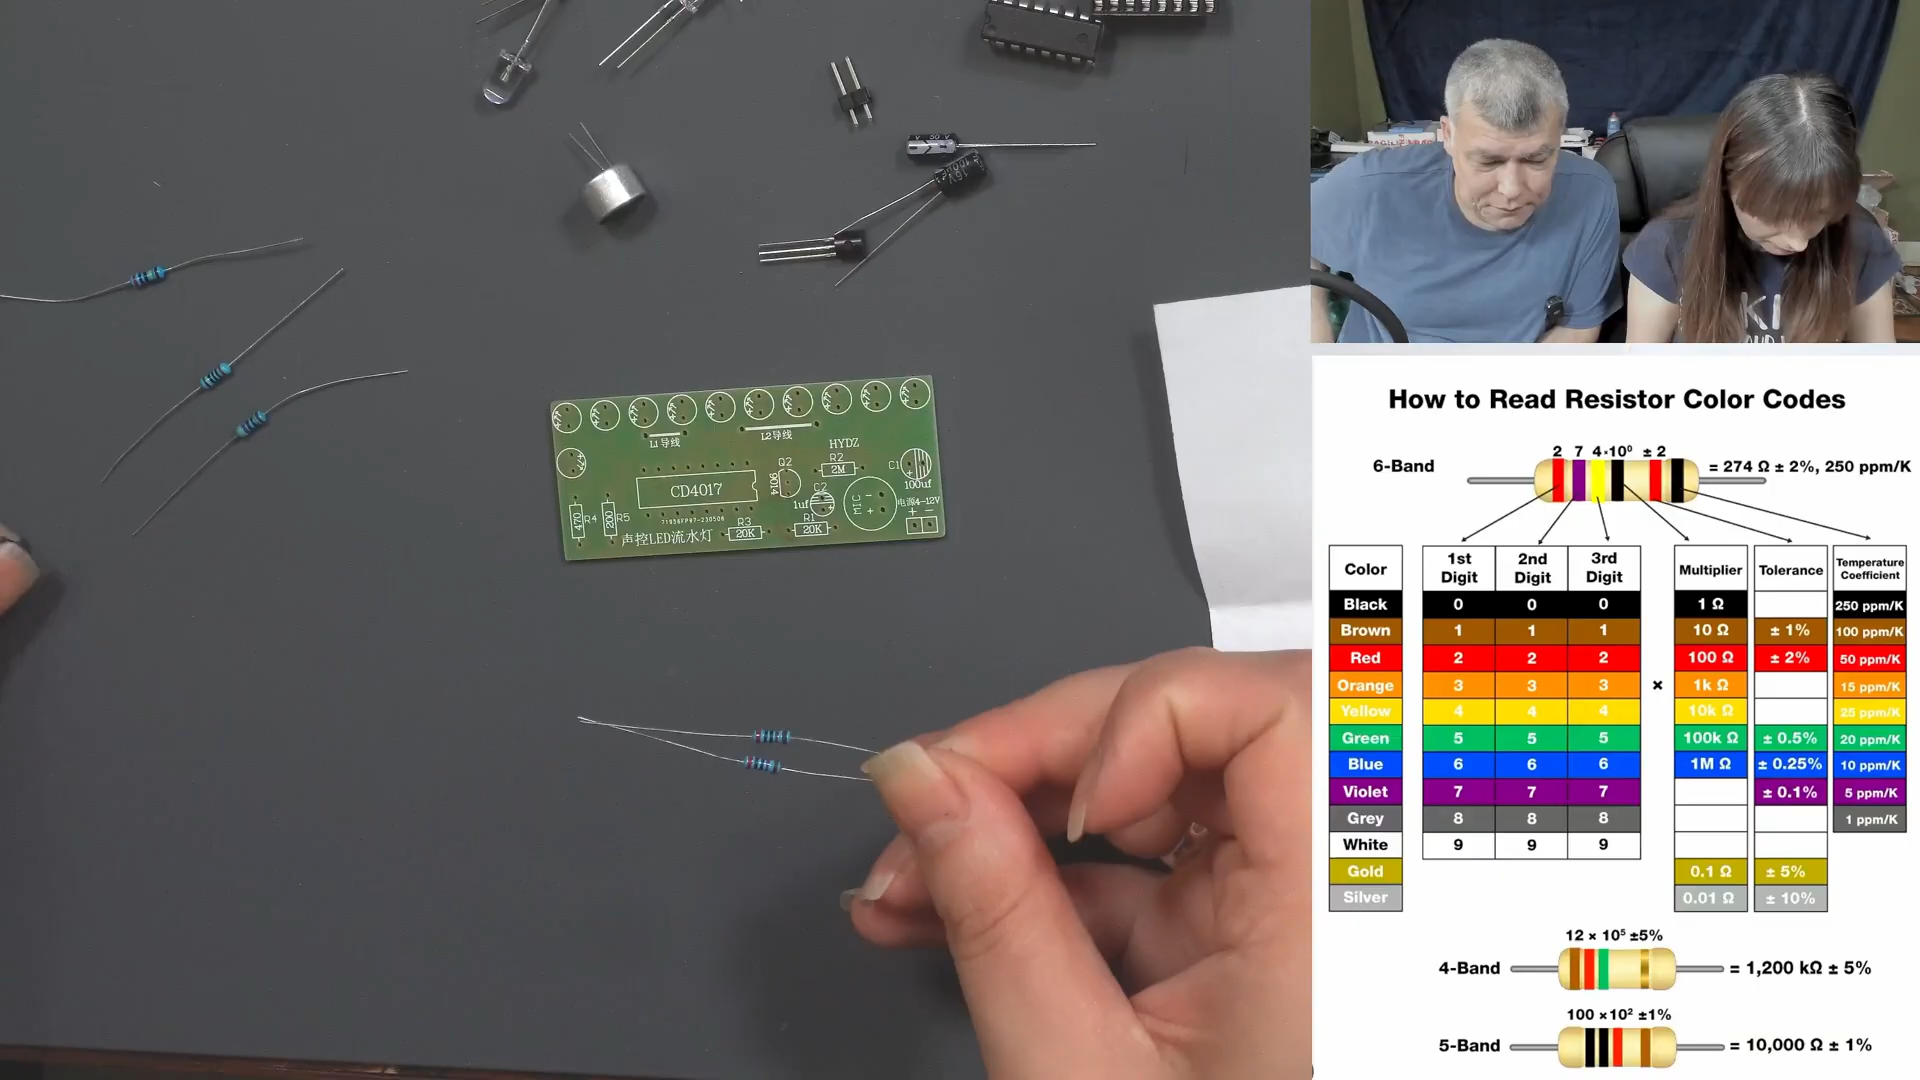 50 V
16V
L1导线
L2导线
HYDZ
R2
2M
Q2
9014
C1
100uf
CD4017
C2
1uf
MIC
电源4-12V
+ -
470
R4
200
R5
R3
20K
R1
20K
声控LED流水灯
How to Read Resistor Color Codes
2 7 4·10⁰ ± 2
6-Band
= 274 Ω ± 2%, 250 ppm/K
Color 1st Digit 2nd Digit 3rd Digit Multiplier Tolerance Temperature Coefficient
Black 0 0 0 1 Ω 250 ppm/K
Brown 1 1 1 10 Ω ± 1% 100 ppm/K
Red 2 2 2 100 Ω ± 2% 50 ppm/K
Orange 3 3 3 × 1k Ω 15 ppm/K
Yellow 4 4 4 10k Ω 25 ppm/K
Green 5 5 5 100k Ω ± 0.5% 20 ppm/K
Blue 6 6 6 1M Ω ± 0.25% 10 ppm/K
Violet 7 7 7 ± 0.1% 5 ppm/K
Grey 8 8 8 1 ppm/K
White 9 9 9
Gold 0.1 Ω ± 5%
Silver 0.01 Ω ± 10%
12 × 10⁵ ±5%
4-Band = 1,200 kΩ ± 5%
100 ×10² ±1%
5-Band = 10,000 Ω ± 1%